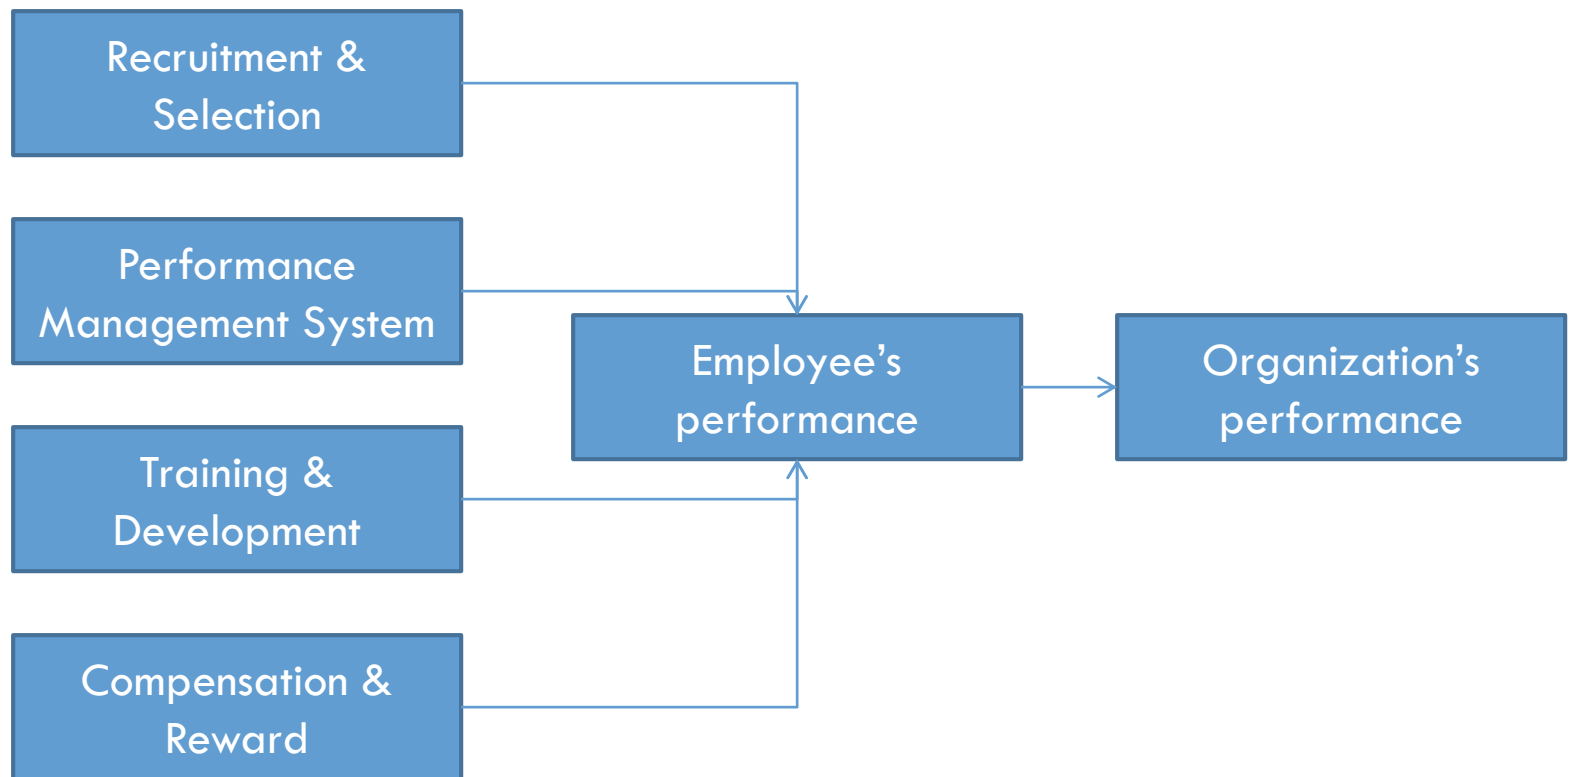 Recruitment &
Selection
Performance
Management System
Training &
Development
Compensation &
Reward
Employee’s
performance
Organization’s
performance